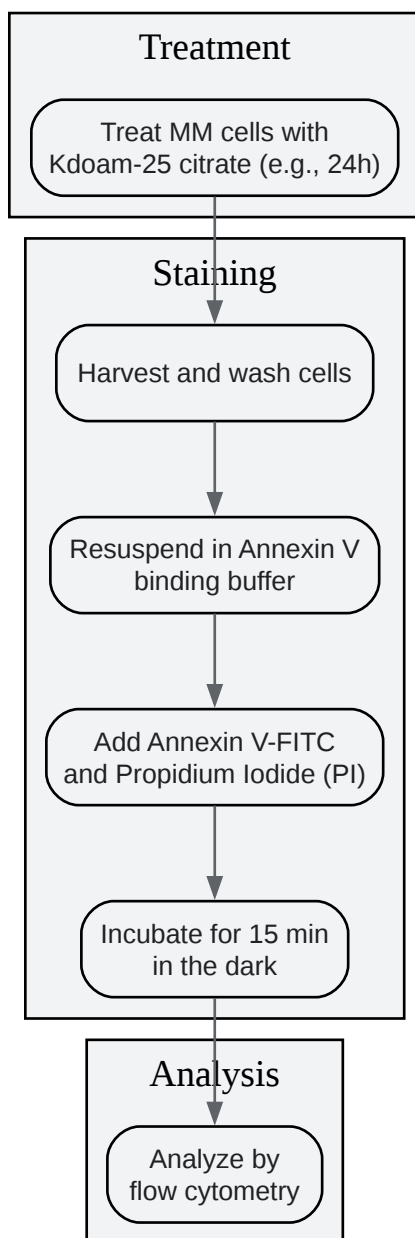 Treatment
Treat MM cells with
Kdoam-25 citrate (e.g., 24h)
Staining
Harvest and wash cells
Resuspend in Annexin V
binding buffer
Add Annexin V-FITC
and Propidium Iodide (PI)
Incubate for 15 min
in the dark
Analysis
Analyze by
flow cytometry